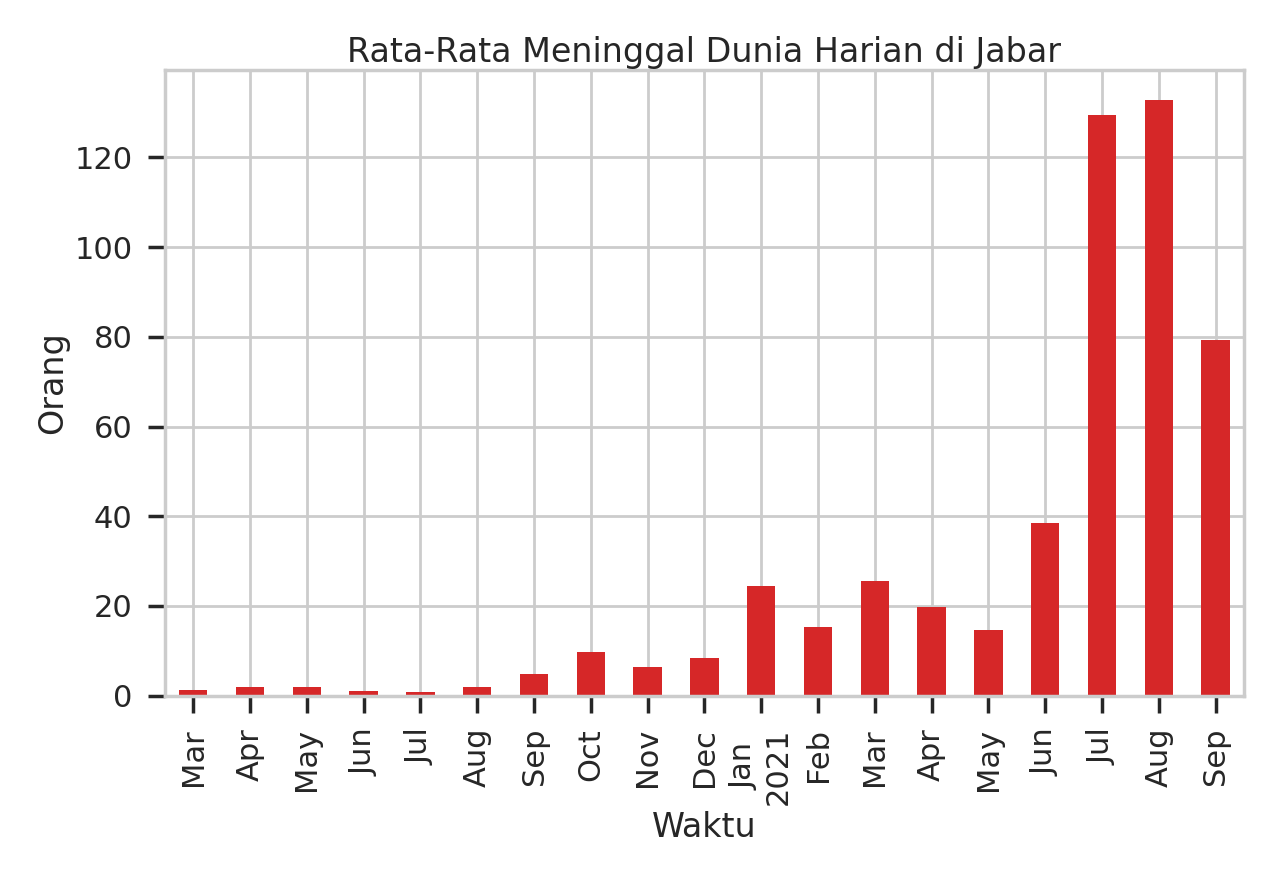 Rata-Rata Meninggal Dunia Harian di Jabar
120
100
80
60
40
20
0
Orang
Mar
Apr
May
Jun
Jul
Aug
Sep
Oct
Nov
Dec
Jan
2021
Feb
Mar
Apr
May
Jun
Jul
Aug
Sep
Waktu